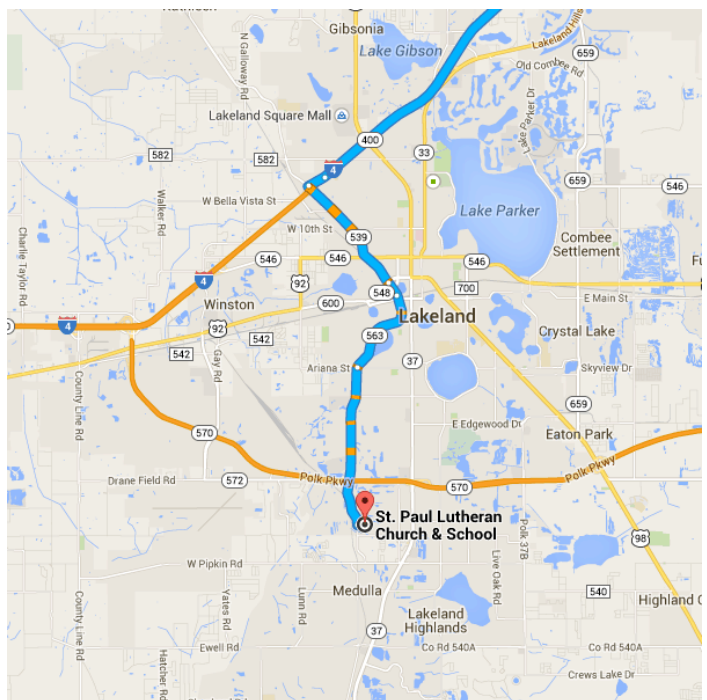 Kathleen
Gibsonia
Lake Gibson
659
Lakeland Hills
Old Combee Rd
N Galloway Rd
Lakeland Square Mall
400
Lake Parker Dr
582
582
4
33
659
546
W Bella Vista St
Walker Rd
Lake Parker
Charlie Taylor Rd
W 10th St
539
Combee
Settlement
546
546
546
4
92
548
700
600
E Main St
Winston
Lakeland
4
92
563
Crystal Lake
542
542
37
Gay Rd
Ariana St
Skyview Dr
County Line Rd
659
E Edgewood Dr
570
Eaton Park
Polk Pkwy
Drane Field Rd
572
Polk Pkwy
570
St. Paul Lutheran
Church & School
Polk 37B
98
W Pipkin Rd
Live Oak Rd
Medulla
540
Lunn Rd
Yates Rd
County Line Rd
Lakeland
Highlands
Highland C
37
Ewell Rd
Co Rd 540A
Co Rd 540A
Hatcher Rd
Crews Lake Dr